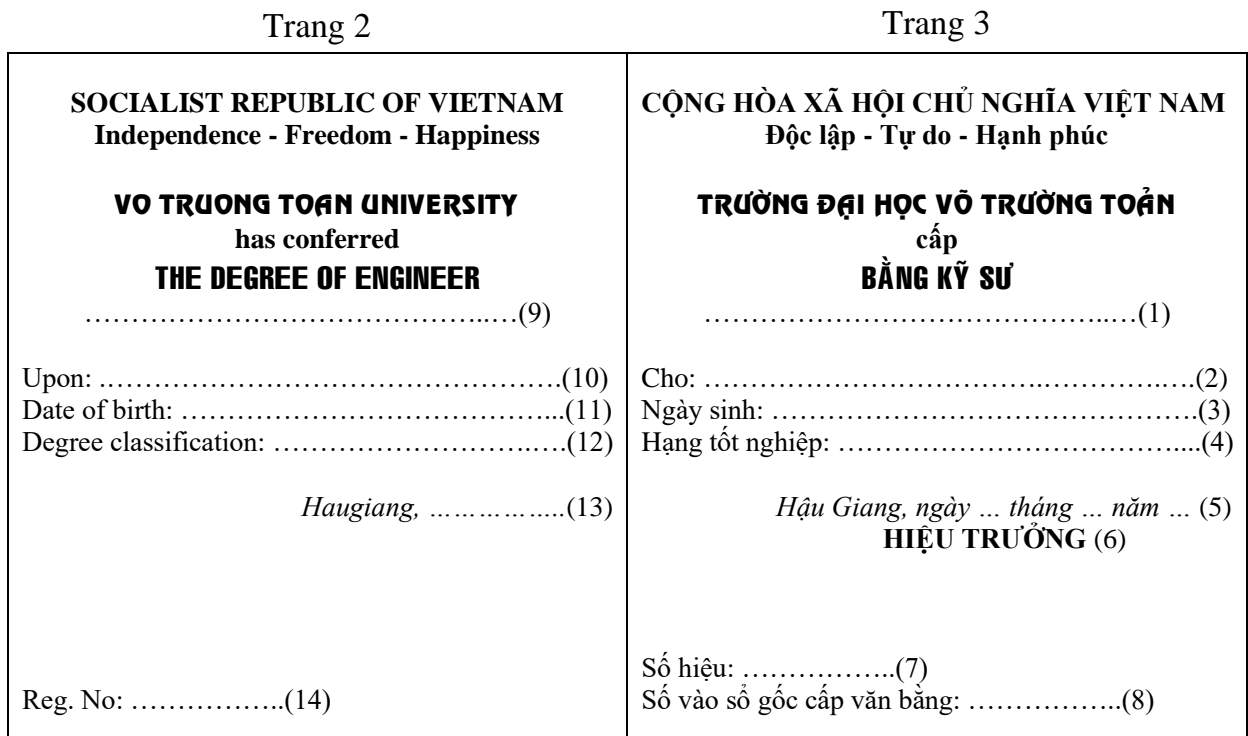 Trang 2
SOCIALIST REPUBLIC OF VIETNAM
Independence - Freedom - Happiness
VO TRUONG TOAN UNIVERSITY
has conferred
THE DEGREE OF ENGINEER
……………………………………..…(9)
Upon: ………………………………………….(10)
Date of birth: …………………………………...(11)
Degree classification: ……………………….….(12)
Haugiang, ……………..(13)
Reg. No: ……………..(14)
Trang 3
CỘNG HÒA XÃ HỘI CHỦ NGHĨA VIỆT NAM
Độc lập - Tự do - Hạnh phúc
TRƯỜNG ĐẠI HỌC VÕ TRƯỜNG TOẢN
cấp
BẰNG KỸ SƯ
……………………………………..…(1)
Cho: ……………………………….………….….(2)
Ngày sinh: ……………………………………….(3)
Hạng tốt nghiệp: ………………………………....(4)
Hậu Giang, ngày … tháng … năm … (5)
HIỆU TRƯỞNG (6)
Số hiệu: ……………..(7)
Số vào sổ gốc cấp văn bằng: ……………..(8)